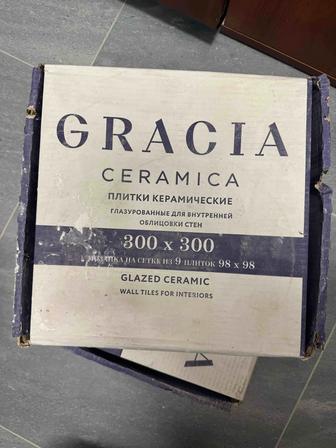 GRACIA
CERAMICA
ПЛИТКИ КЕРАМИЧЕСКИЕ
ГЛАЗУРОВАННЫЕ ДЛЯ ВНУТРЕННЕЙ
ОБЛИЦОВКИ СТЕН
300 x 300
МОЗАИКА НА СЕТКЕ ИЗ 9 ПЛИТОК 98 x 98
GLAZED CERAMIC
WALL TILES FOR INTERIORS